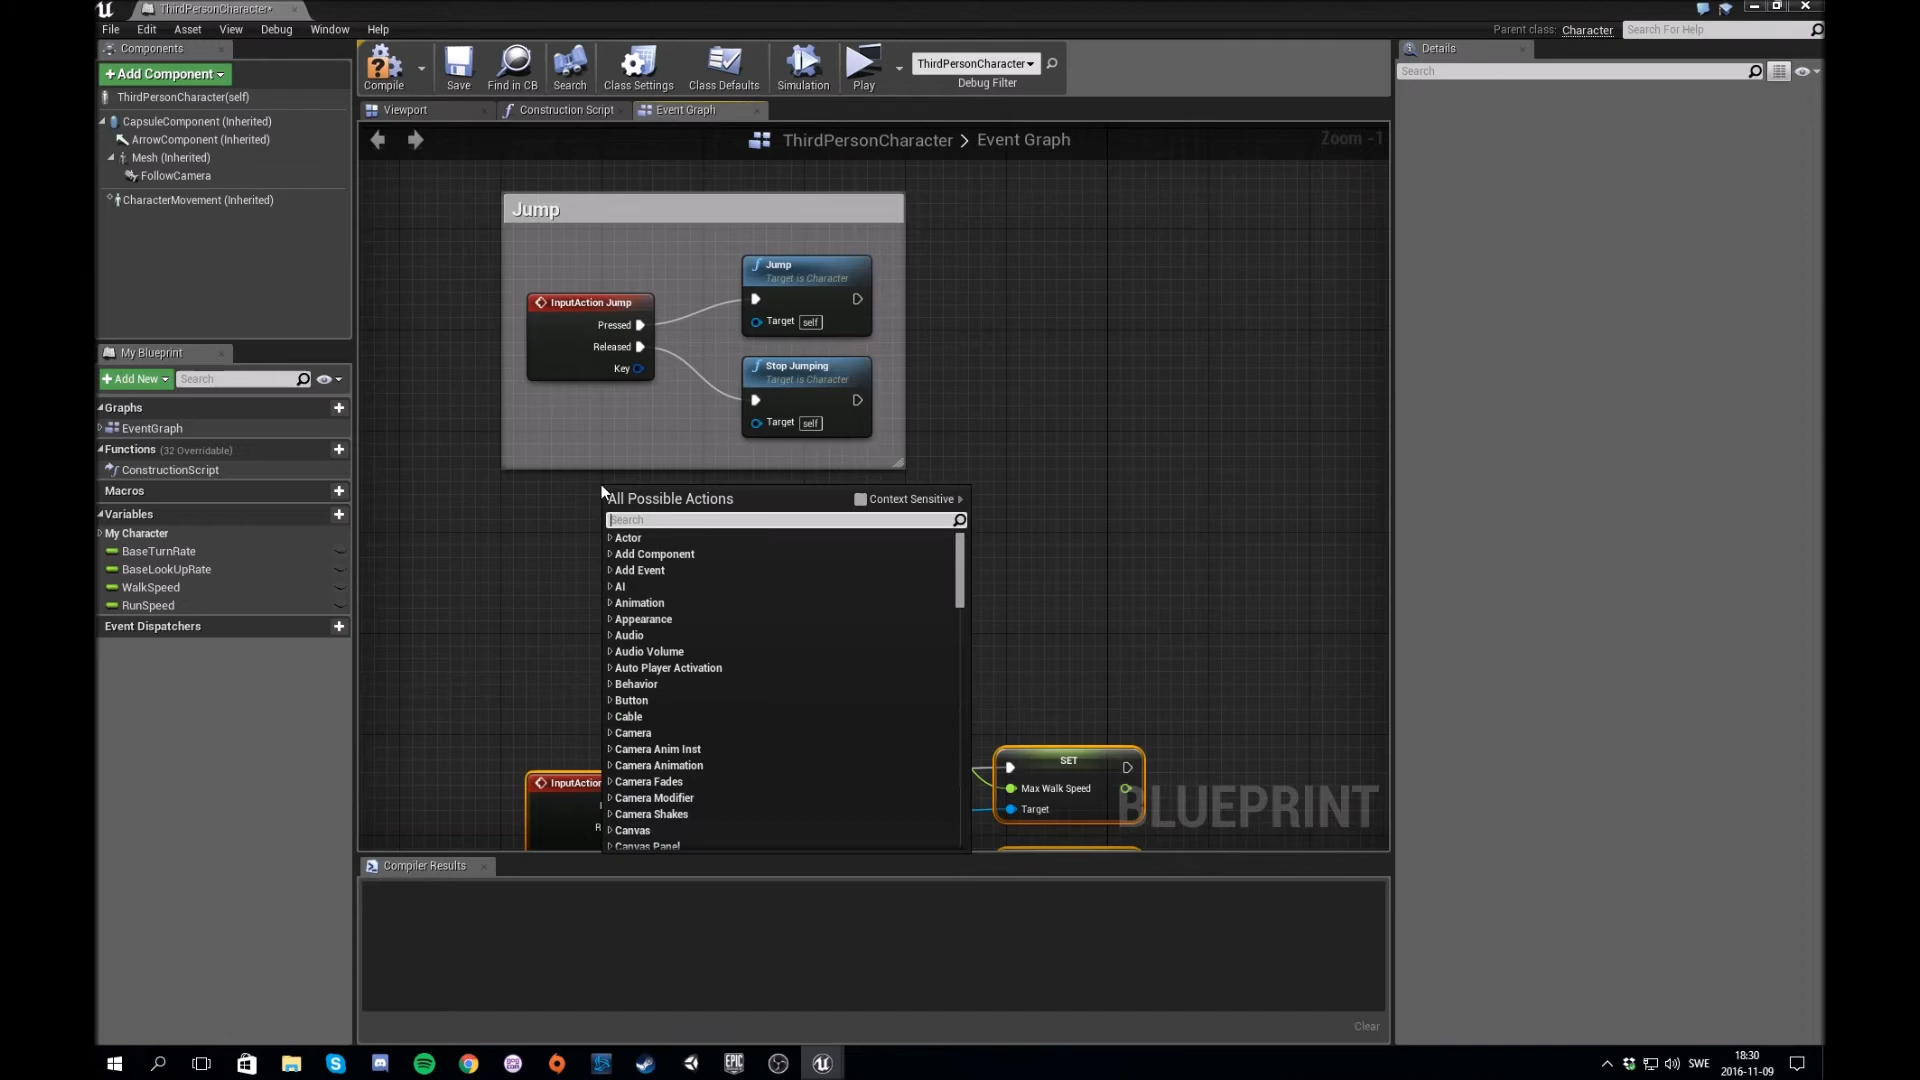 ThirdPersonCharacter*
File Edit Asset View Debug Window Help
Parent class: Character
Search For Help
Components
+Add Component
ThirdPersonCharacter(self)
CapsuleComponent (Inherited)
ArrowComponent (Inherited)
Mesh (Inherited)
FollowCamera
CharacterMovement (Inherited)
Compile
Save
Find in CB
Search
Class Settings
Class Defaults
Simulation
Play
ThirdPersonCharacter
Debug Filter
Details
Search
Viewport
Construction Script
Event Graph
ThirdPersonCharacter > Event Graph
Zoom -1
Jump
InputAction Jump
Pressed
Released
Key
Jump
Target is Character
Target self
Stop Jumping
Target is Character
Target self
My Blueprint
+Add New
Search
Graphs
EventGraph
Functions (32 Overridable)
ConstructionScript
Macros
Variables
My Character
BaseTurnRate
BaseLookUpRate
WalkSpeed
RunSpeed
Event Dispatchers
All Possible Actions
Context Sensitive
Search
Actor
Add Component
Add Event
AI
Animation
Appearance
Audio
Audio Volume
Auto Player Activation
Behavior
Button
Cable
Camera
Camera Anim Inst
Camera Animation
Camera Fades
Camera Modifier
Camera Shakes
Canvas
Canvas Panel
InputAction
SET
Max Walk Speed
Target
BLUEPRINT
Compiler Results
Clear
SWE
18:30
2016-11-09